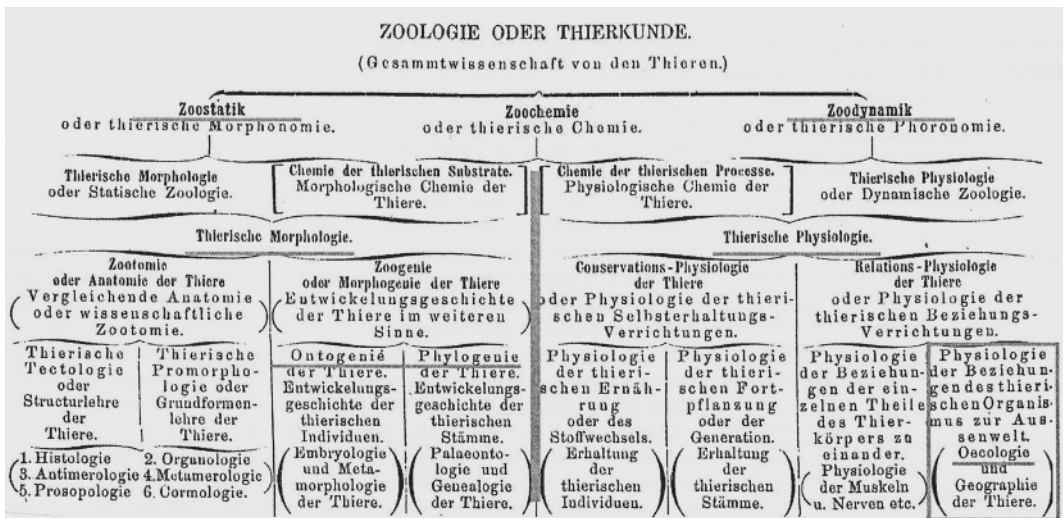 ZOOLOGIE ODER THIERKUNDE.
(Gesammtwissenschaft von den Thieren.)
Zoostatik
oder thierische Morphonomie.
Zoochemie
oder thierische Chemie.
Zoodynamik
oder thierische Phoronomie.
Thierische Morphologie
oder Statische Zoologie.
Chemie der thierischen Substrate.
Morphologische Chemie der
Thiere.
Chemie der thierischen Processe.
Physiologische Chemie der
Thiere.
Thierische Physiologie
oder Dynamische Zoologie.
Thierische Morphologie.
Thierische Physiologie.
Zootomie
oder Anatomie der Thiere
(Vergleichende Anatomie
oder wissenschaftliche
Zootomie.)
Zoogenie
oder Morphogenie der Thiere
(Entwickelungsgeschichte
der Thiere im weiteren
Sinne.)
Conservations-Physiologie
der Thiere
oder Physiologie der thieri-
schen Selbsterhaltungs-
Verrichtungen.
Relations-Physiologie
der Thiere
oder Physiologie der
thierischen Beziehungs-
Verrichtungen.
Thierische
Tectologie
oder
Structurlehre
der
Thiere.
Thierische
Promorpho-
logie oder
Grundformen-
lehre der
Thiere.
1. Histologie 2. Organologie
3. Antimerologie 4. Metamerologie
5. Prosopologie 6. Cormologie.
Ontogenie
der Thiere.
Entwickelungs-
geschichte der
thierischen
Individuen.
(Embryologie
und Meta-
morphologie
der Thiere.)
Phylogenie
der Thiere.
Entwickelungs-
geschichte der
thierischen
Stämme.
(Palaeonto-
logie und
Genealogie
der Thiere.)
Physiologie
der thieri-
schen Ernäh-
rung
oder des
Stoffwechsels.
(Erhaltung
der
thierischen
Individuen.)
Physiologie
der thieri-
schen Fort-
pflanzung
oder der
Generation.
(Erhaltung
der
thierischen
Stämme.)
Physiologie
der Beziehun-
gen der ein-
zelnen Theile
des Thier-
körpers zu
einander.
(Physiologie
der Muskeln
u. Nerven etc.)
Physiologie
der Beziehun-
gen des thieri-
schen Organis-
mus zur Aus-
senwelt.
(Oecologie
und
Geographie
der Thiere.)